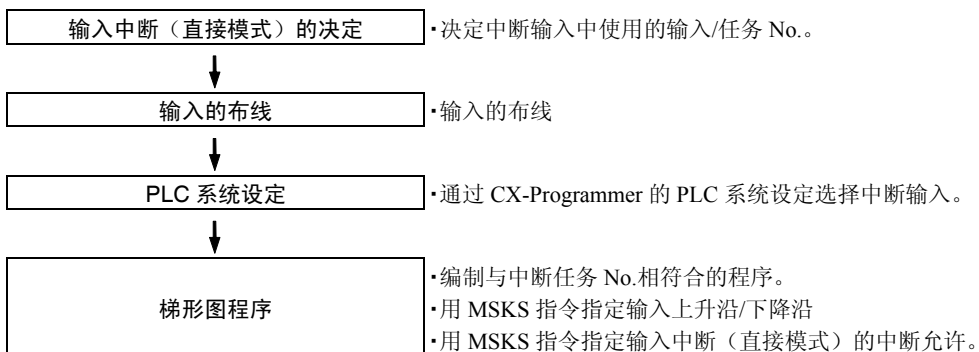 输入中断（直接模式）的决定
·决定中断输入中使用的输入/任务 No.。
输入的布线
·输入的布线
PLC 系统设定
·通过 CX-Programmer 的 PLC 系统设定选择中断输入。
梯形图程序
·编制与中断任务 No.相符合的程序。
·用 MSKS 指令指定输入上升沿/下降沿
·用 MSKS 指令指定输入中断（直接模式）的中断允许。